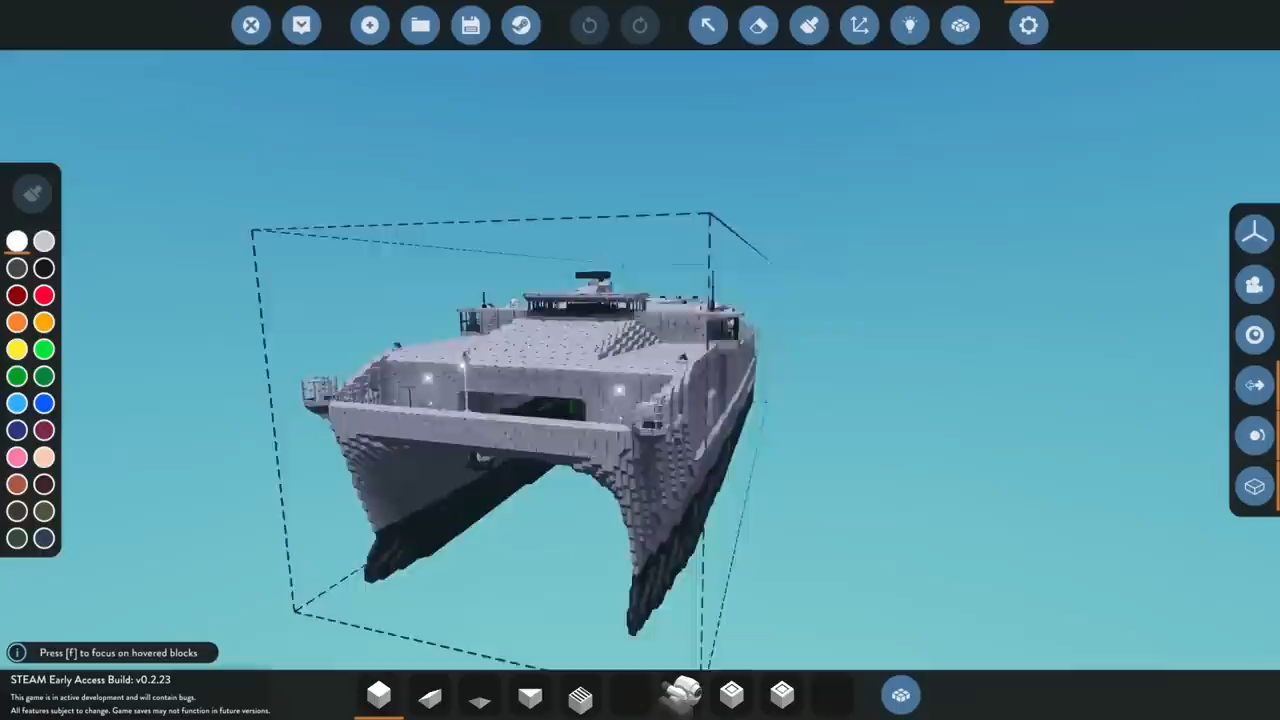 Press [f] to focus on hovered blocks
STEAM Early Access Build: v0.2.23
This game is in active development and will contain bugs.
All features subject to change. Game saves may not function in future versions.